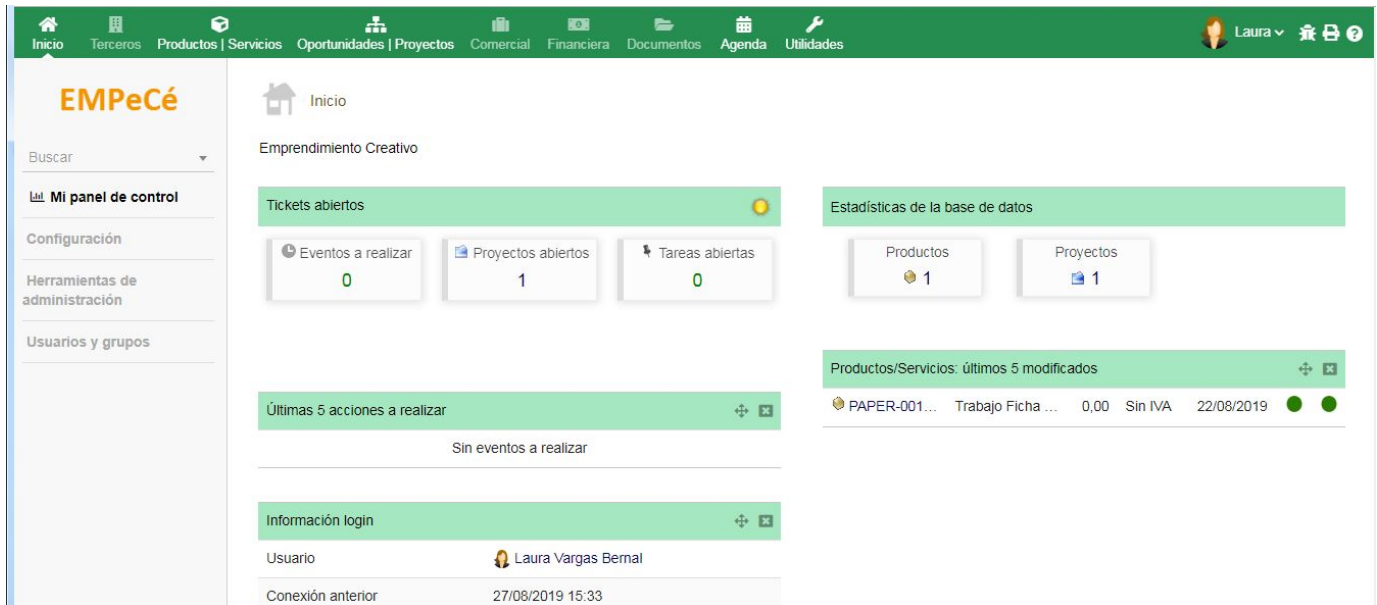 Inicio
Terceros
Productos | Servicios
Oportunidades | Proyectos
Comercial
Financiera
Documentos
Agenda
Utilidades
Laura
EMPeCé
Buscar
Mi panel de control
Configuración
Herramientas de
administración
Usuarios y grupos
Inicio
Emprendimiento Creativo
Tickets abiertos
Eventos a realizar
0
Proyectos abiertos
1
Tareas abiertas
0
Últimas 5 acciones a realizar
Sin eventos a realizar
Información login
Usuario Laura Vargas Bernal
Conexión anterior 27/08/2019 15:33
Estadísticas de la base de datos
Productos
1
Proyectos
1
Productos/Servicios: últimos 5 modificados
PAPER-001... Trabajo Ficha ... 0,00 Sin IVA 22/08/2019